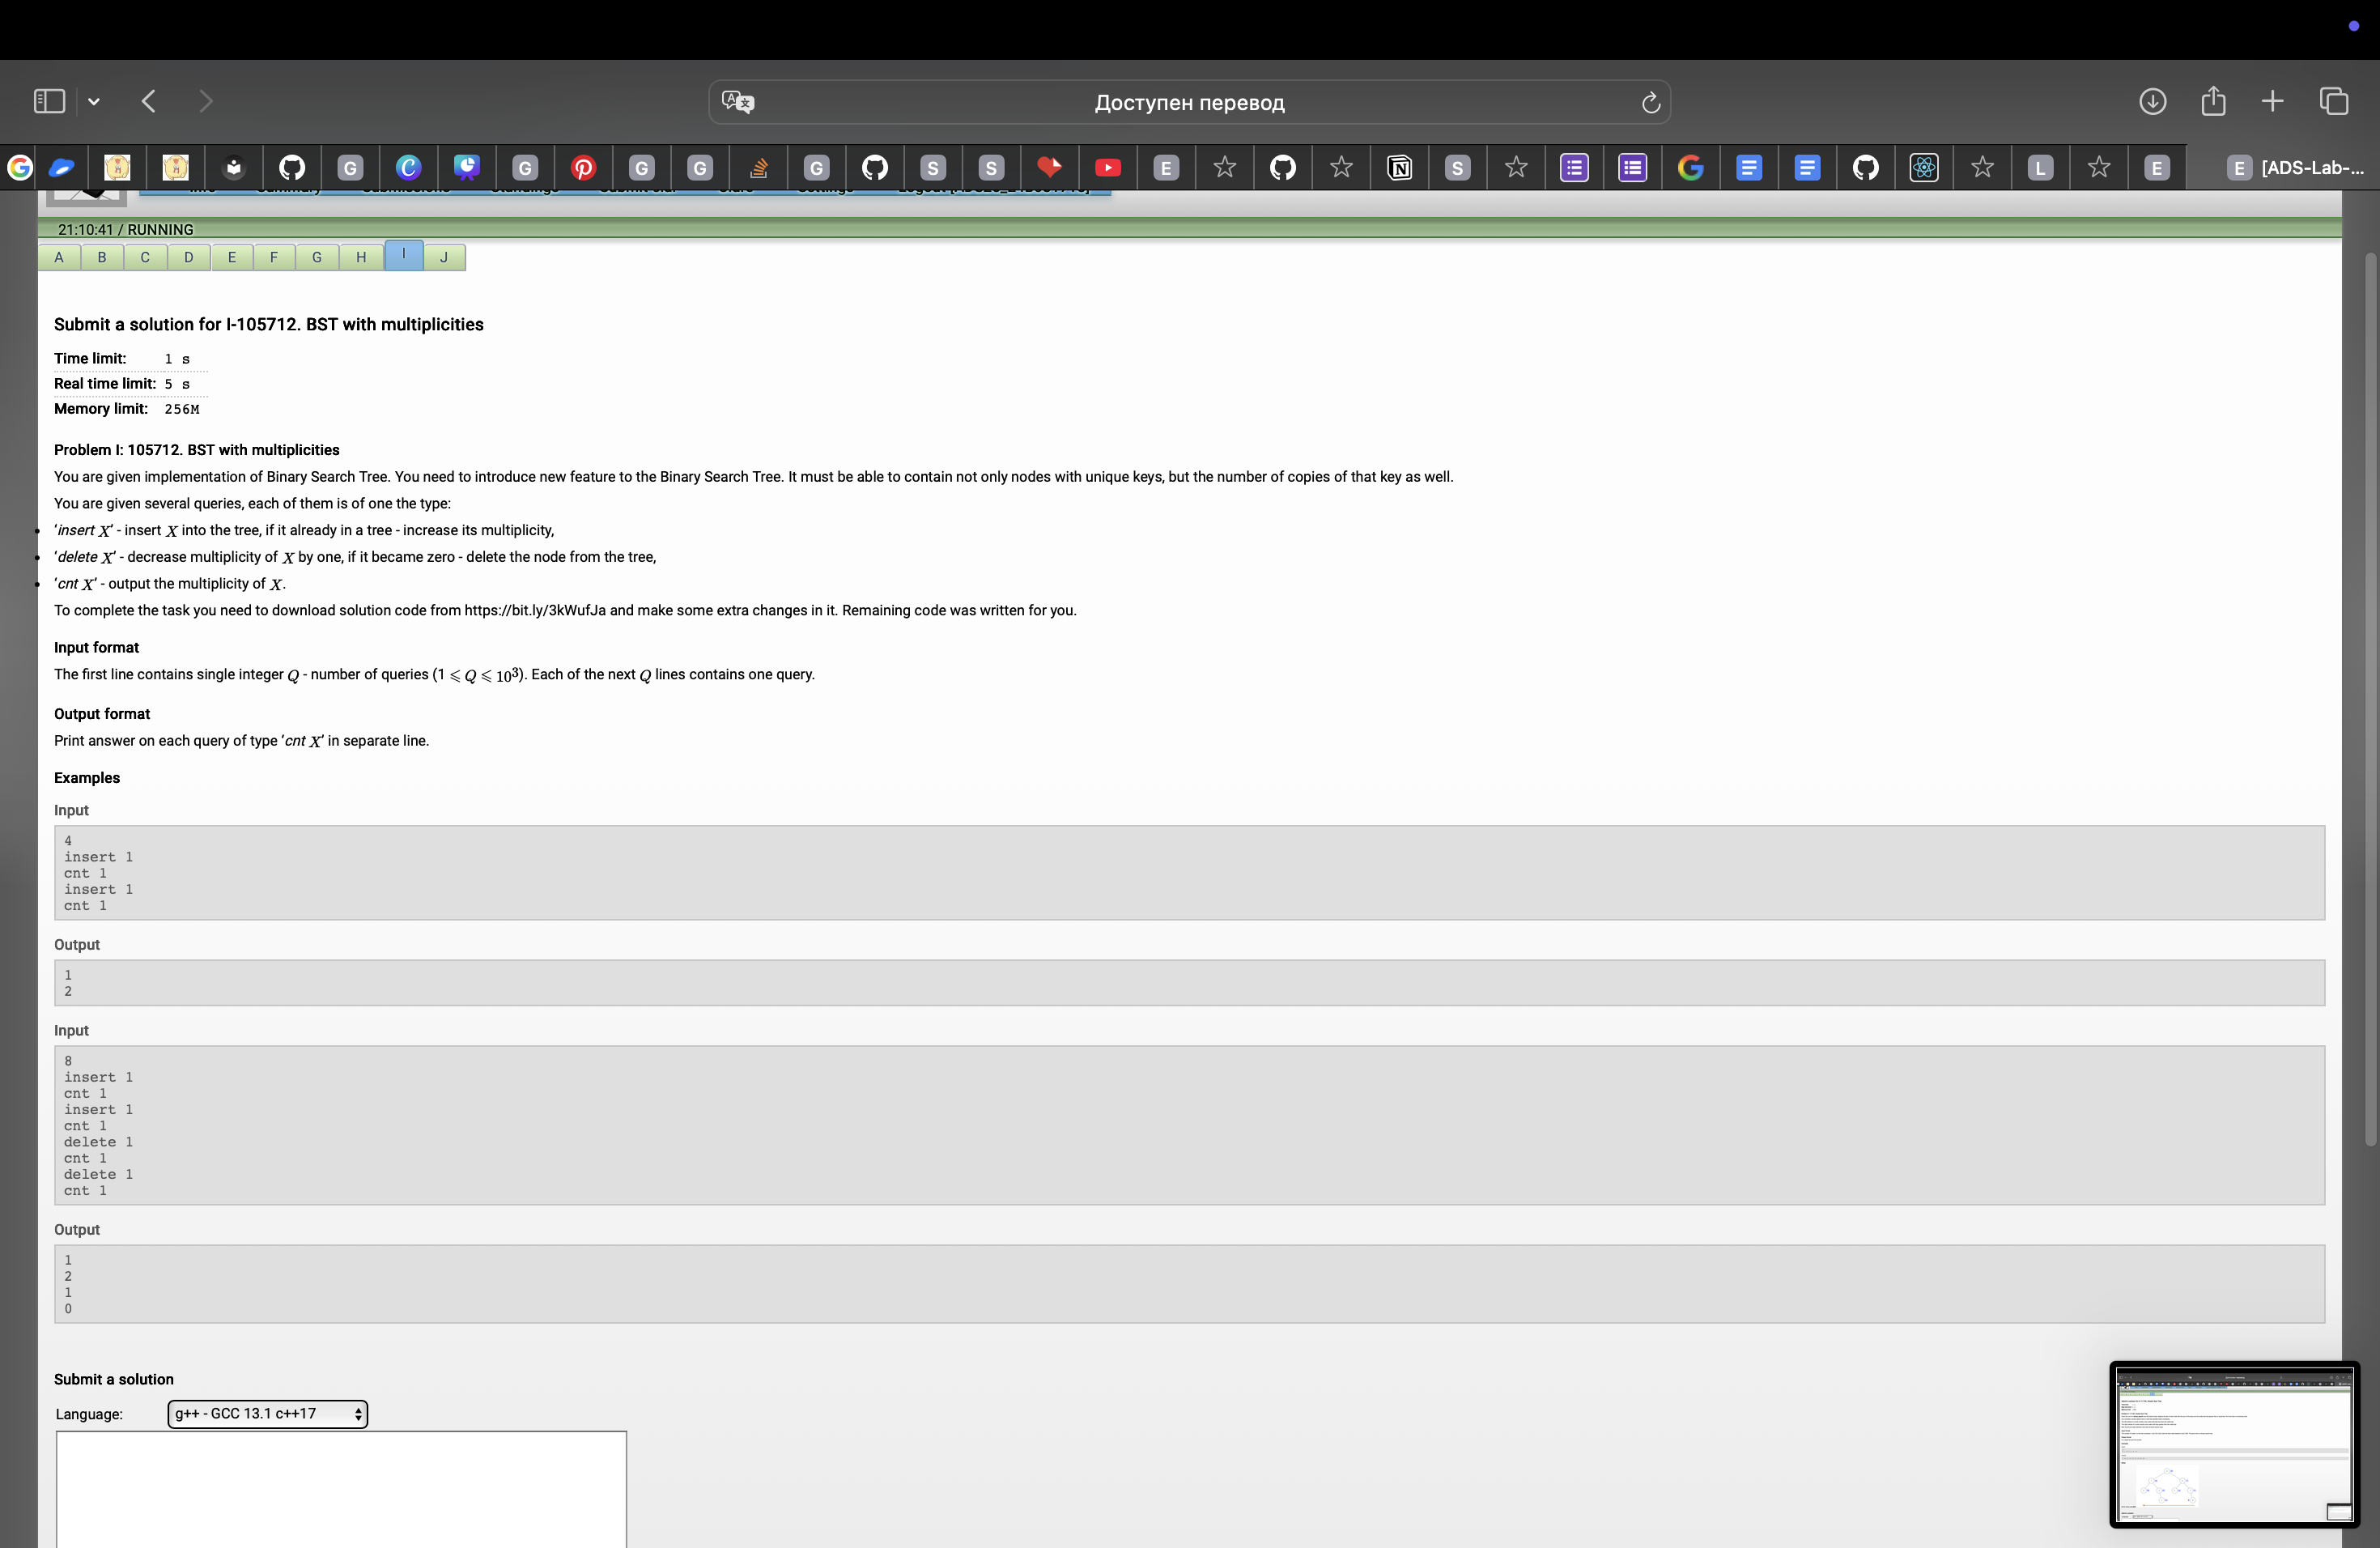 Доступен перевод
[ADS-Lab-...
21:10:41 / RUNNING
A B C D E F G H I J
Submit a solution for I-105712. BST with multiplicities
Time limit: 1 s
Real time limit: 5 s
Memory limit: 256M
Problem I: 105712. BST with multiplicities
You are given implementation of Binary Search Tree. You need to introduce new feature to the Binary Search Tree. It must be able to contain not only nodes with unique keys, but the number of copies of that key as well.
You are given several queries, each of them is of one the type:
'insert X' - insert X into the tree, if it already in a tree - increase its multiplicity,
'delete X' - decrease multiplicity of X by one, if it became zero - delete the node from the tree,
'cnt X' - output the multiplicity of X.
To complete the task you need to download solution code from https://bit.ly/3kWufJa and make some extra changes in it. Remaining code was written for you.
Input format
The first line contains single integer Q - number of queries (1 ⩽ Q ⩽ 10³). Each of the next Q lines contains one query.
Output format
Print answer on each query of type 'cnt X' in separate line.
Examples
Input
4
insert 1
cnt 1
insert 1
cnt 1
Output
1
2
Input
8
insert 1
cnt 1
insert 1
cnt 1
delete 1
cnt 1
delete 1
cnt 1
Output
1
2
1
0
Submit a solution
Language: g++ - GCC 13.1 c++17